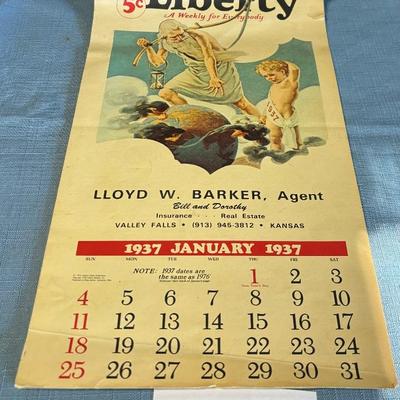 5¢ Liberty
A Weekly for Everybody
1937
LLOYD W. BARKER, Agent
Bill and Dorothy
Insurance - - - Real Estate
VALLEY FALLS • (913) 945-3812 • KANSAS
1937 JANUARY 1937
SUN. MON. TUE. WED. THU. FRI. SAT.
NOTE: 1937 dates are
the same as 1976
1 2 3
4 5 6 7 8 9 10
11 12 13 14 15 16 17
18 19 20 21 22 23 24
25 26 27 28 29 30 31